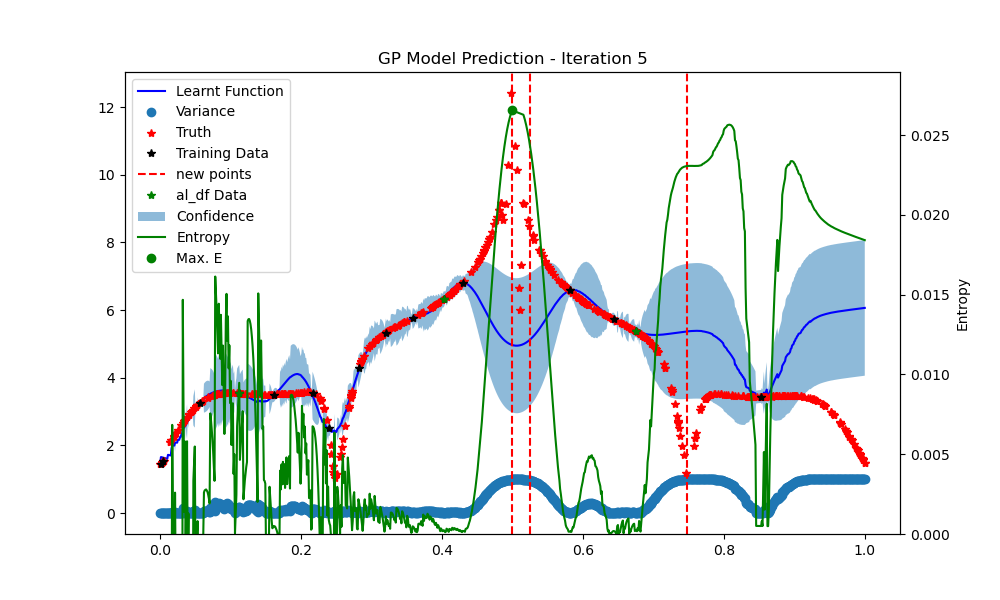 GP Model Prediction - Iteration 5
Learnt Function
Variance
Truth
Training Data
new points
al_df Data
Confidence
Entropy
Max. E
12
10
8
6
4
2
0
0.025
0.020
0.015
0.010
0.005
0.000
Entropy
0.0
0.2
0.4
0.6
0.8
1.0